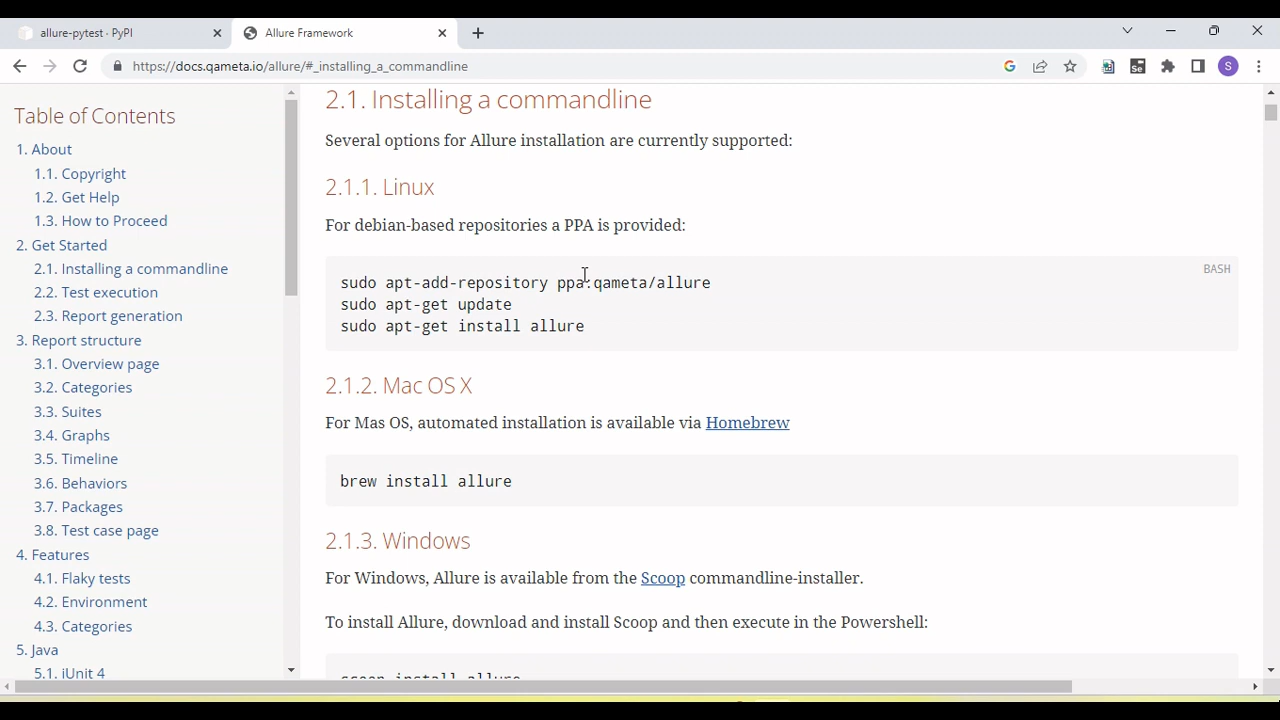 allure-pytest · PyPI
Allure Framework
https://docs.qameta.io/allure/#_installing_a_commandline
Table of Contents
1. About
1.1. Copyright
1.2. Get Help
1.3. How to Proceed
2. Get Started
2.1. Installing a commandline
2.2. Test execution
2.3. Report generation
3. Report structure
3.1. Overview page
3.2. Categories
3.3. Suites
3.4. Graphs
3.5. Timeline
3.6. Behaviors
3.7. Packages
3.8. Test case page
4. Features
4.1. Flaky tests
4.2. Environment
4.3. Categories
5. Java
5.1. jUnit 4
2.1. Installing a commandline
Several options for Allure installation are currently supported:
2.1.1. Linux
For debian-based repositories a PPA is provided:
BASH
sudo apt-add-repository ppa:qameta/allure
sudo apt-get update
sudo apt-get install allure
2.1.2. Mac OS X
For Mas OS, automated installation is available via Homebrew
brew install allure
2.1.3. Windows
For Windows, Allure is available from the Scoop commandline-installer.
To install Allure, download and install Scoop and then execute in the Powershell:
scoop install allure
G
Se
S